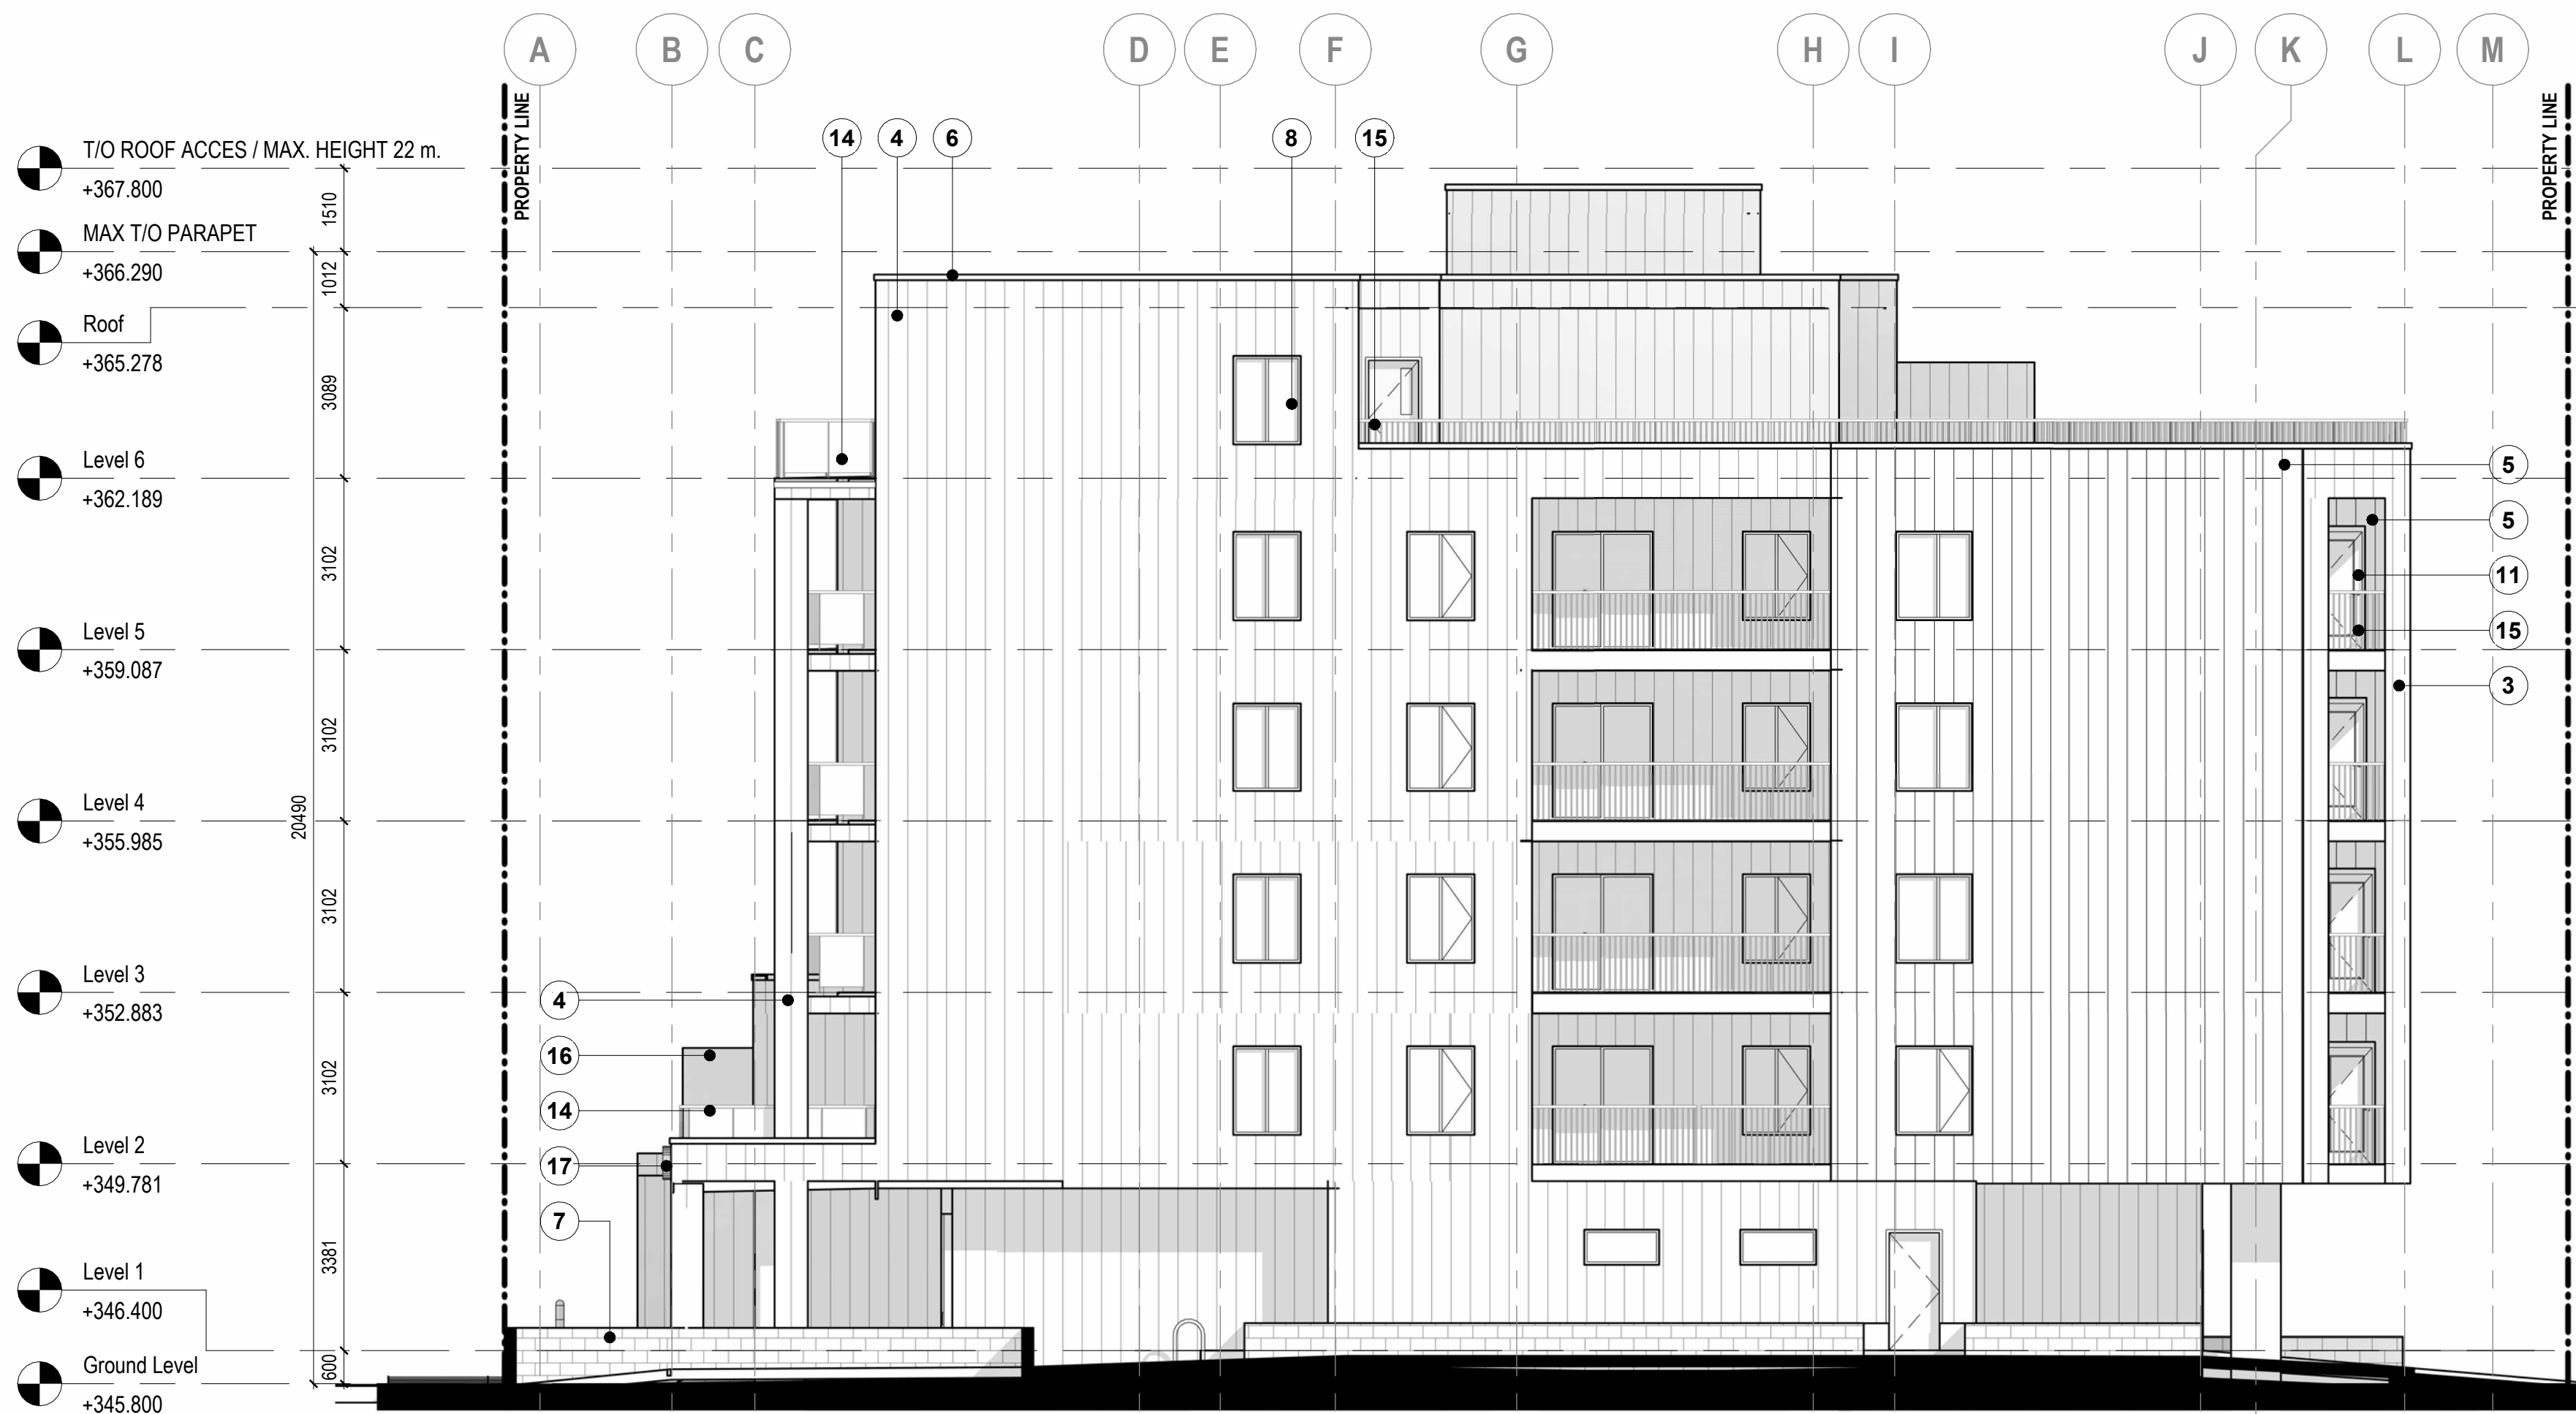 A B C D E F G H I J K L M
PROPERTY LINE
PROPERTY LINE
14 4 6 8 15
T/O ROOF ACCES / MAX. HEIGHT 22 m.
+367.800
1510
MAX T/O PARAPET
+366.290
1012
Roof
+365.278
3089
Level 6
+362.189
3102
Level 5
+359.087
3102
Level 4
+355.985
20490
3102
Level 3
+352.883
3102
Level 2
+349.781
3381
Level 1
+346.400
600
Ground Level
+345.800
4
16
14
17
7
5
5
11
15
3